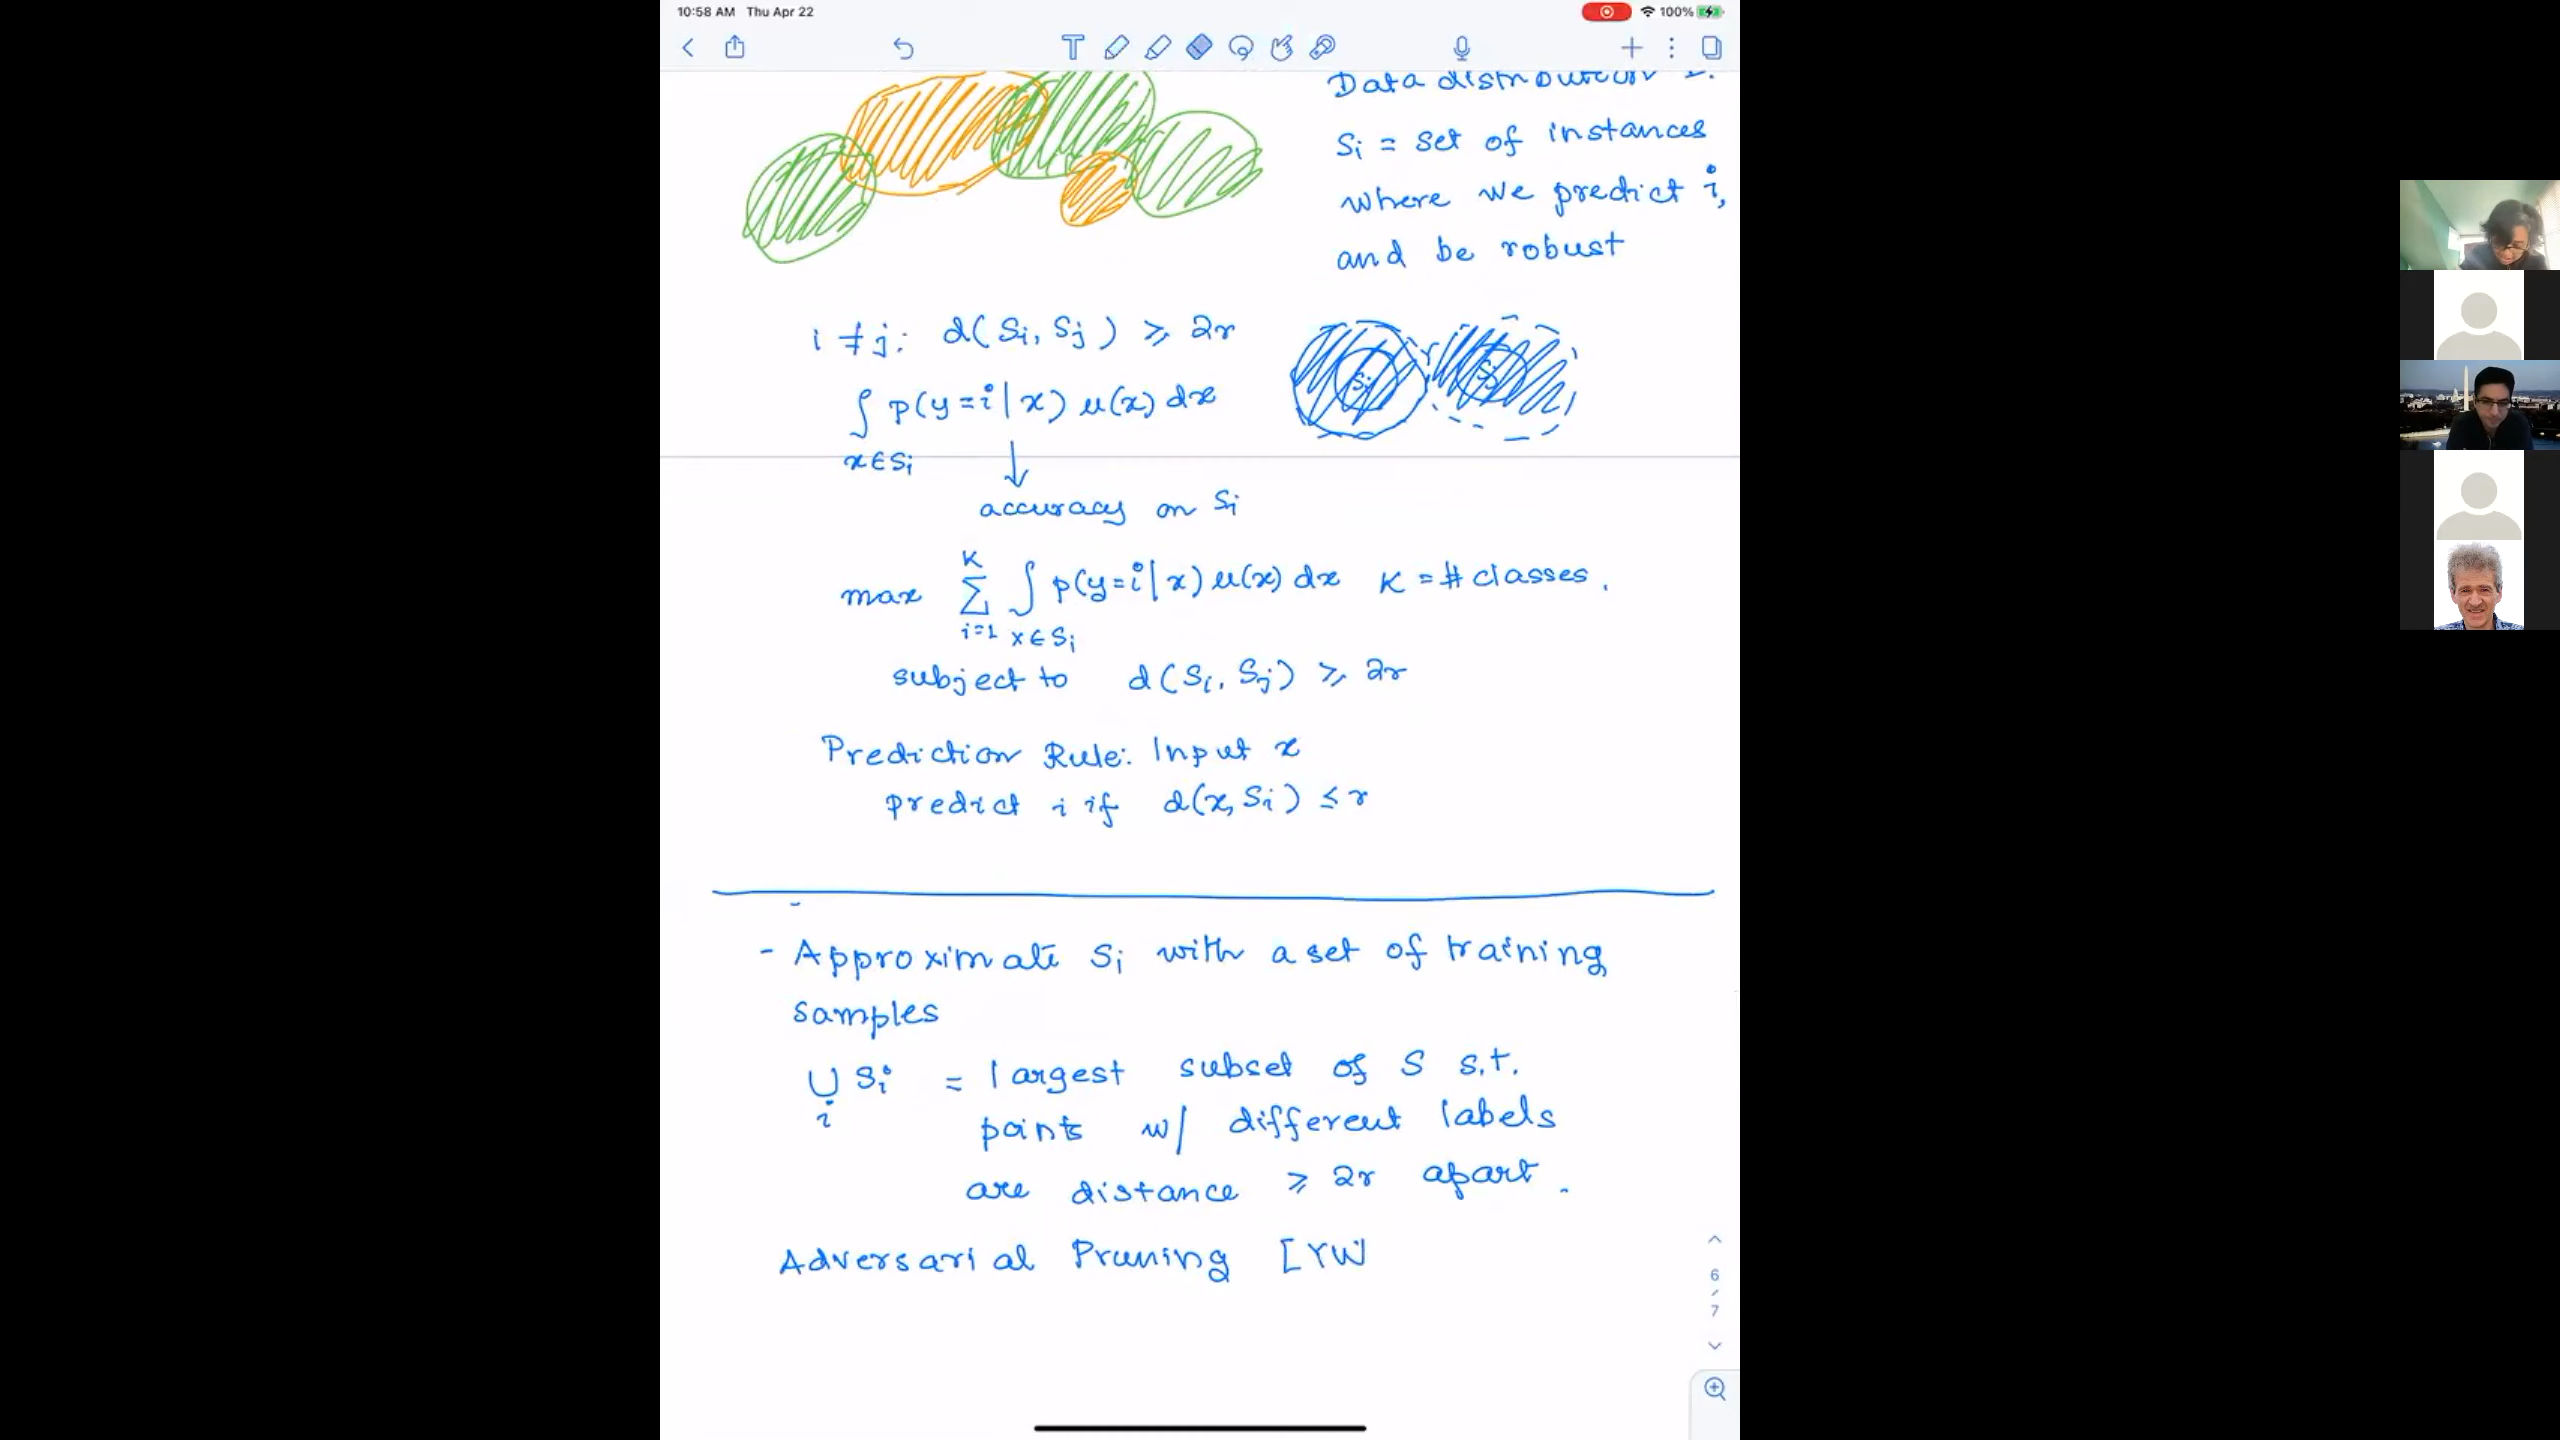 10:58 AM Thu Apr 22
100%
Data distribution
Si = set of instances
where we predict i,
and be robust
i ≠ j: d(Si, Sj) ≥ 2r
Si
r
Sj
∫ p(y=i|x) μ(x) dx
x∈Si
↓
accuracy on Si
K
max Σ ∫ p(y=i|x) μ(x) dx K = # classes.
i=1 x∈Si
subject to d(Si, Sj) ≥ 2r
Prediction Rule: Input x
predict i if d(x, Si) ≤ r
- Approximate Si with a set of training
samples
∪ Si = largest subset of S s.t.
i
points w/ different labels
are distance ≥ 2r apart.
Adversarial Pruning [YW
6
/
7